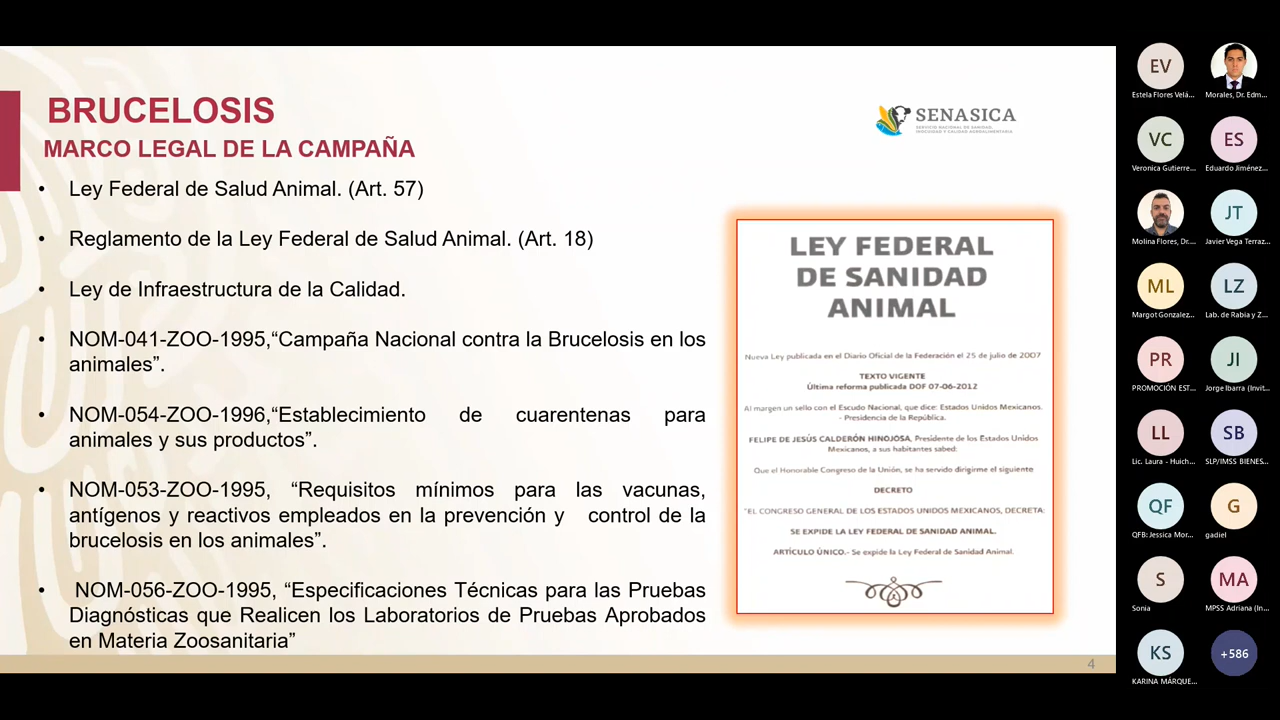 BRUCELOSIS
MARCO LEGAL DE LA CAMPAÑA
• Ley Federal de Salud Animal. (Art. 57)
• Reglamento de la Ley Federal de Salud Animal. (Art. 18)
• Ley de Infraestructura de la Calidad.
• NOM-041-ZOO-1995,“Campaña Nacional contra la Brucelosis en los
animales”.
• NOM-054-ZOO-1996,“Establecimiento de cuarentenas para
animales y sus productos”.
• NOM-053-ZOO-1995, “Requisitos mínimos para las vacunas,
antígenos y reactivos empleados en la prevención y control de la
brucelosis en los animales”.
• NOM-056-ZOO-1995, “Especificaciones Técnicas para las Pruebas
Diagnósticas que Realicen los Laboratorios de Pruebas Aprobados
en Materia Zoosanitaria”
SENASICA
SERVICIO NACIONAL DE SANIDAD,
INOCUIDAD Y CALIDAD AGROALIMENTARIA
LEY FEDERAL
DE SANIDAD
ANIMAL
Nueva Ley publicada en el Diario Oficial de la Federación el 25 de julio de 2007
TEXTO VIGENTE
Última reforma publicada DOF 07-06-2012
Al margen un sello con el Escudo Nacional, que dice: Estados Unidos Mexicanos.
- Presidencia de la República.
FELIPE DE JESÚS CALDERÓN HINOJOSA, Presidente de los Estados Unidos
Mexicanos, a sus habitantes sabed:
Que el Honorable Congreso de la Unión, se ha servido dirigirme el siguiente
DECRETO
"EL CONGRESO GENERAL DE LOS ESTADOS UNIDOS MEXICANOS, DECRETA:
SE EXPIDE LA LEY FEDERAL DE SANIDAD ANIMAL.
ARTÍCULO ÚNICO.- Se expide la Ley Federal de Sanidad Animal.
4
EV
Estela Flores Velá...
Morales, Dr. Edm...
VC
Veronica Gutierre...
ES
Eduardo Jiménez...
Molina Flores, Dr....
JT
Javier Vega Terraz...
ML
Margot Gonzalez...
LZ
Lab. de Rabia y Z...
PR
PROMOCIÓN EST...
JI
Jorge Ibarra (Invit...
LL
Lic. Laura - Huich...
SB
SLP/IMSS BIENES...
QF
QFB: Jessica Mor...
G
gadiel
S
Sonia
MA
MPSS Adriana (In...
KS
KARINA MÁRQUE...
+586